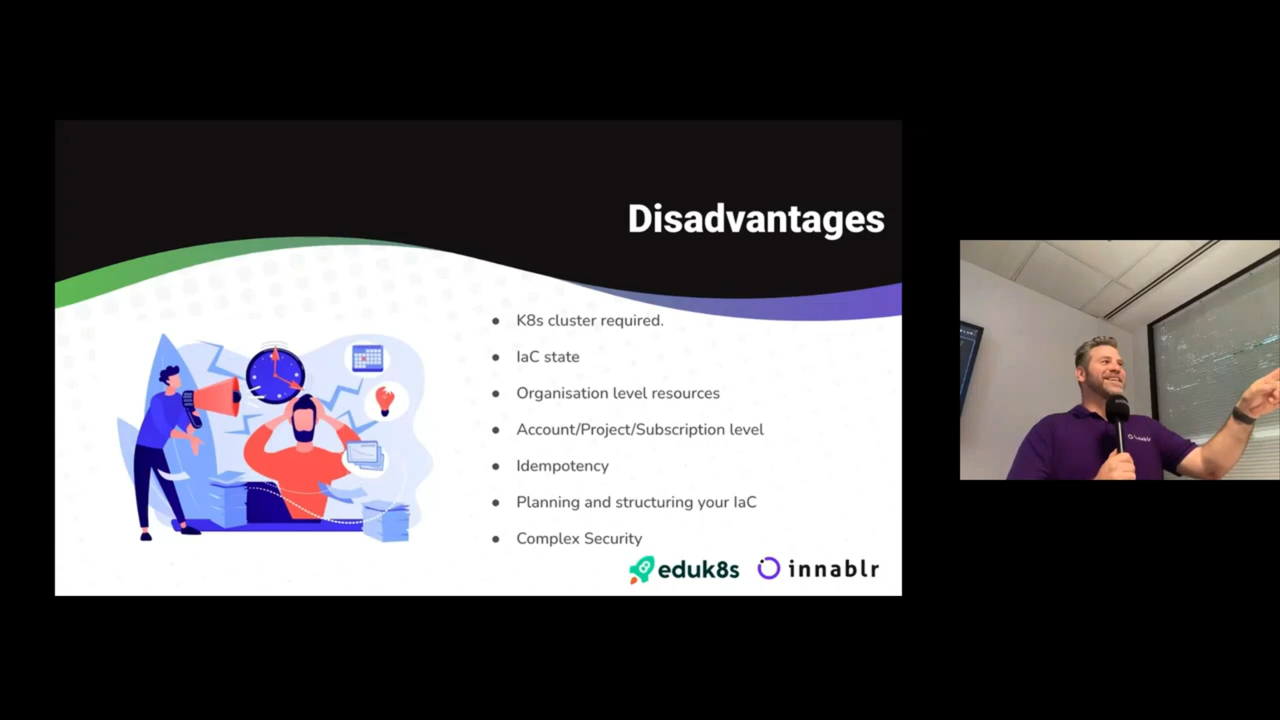 Disadvantages
● K8s cluster required.
● IaC state
● Organisation level resources
● Account/Project/Subscription level
● Idempotency
● Planning and structuring your IaC
● Complex Security
eduk8s innablr